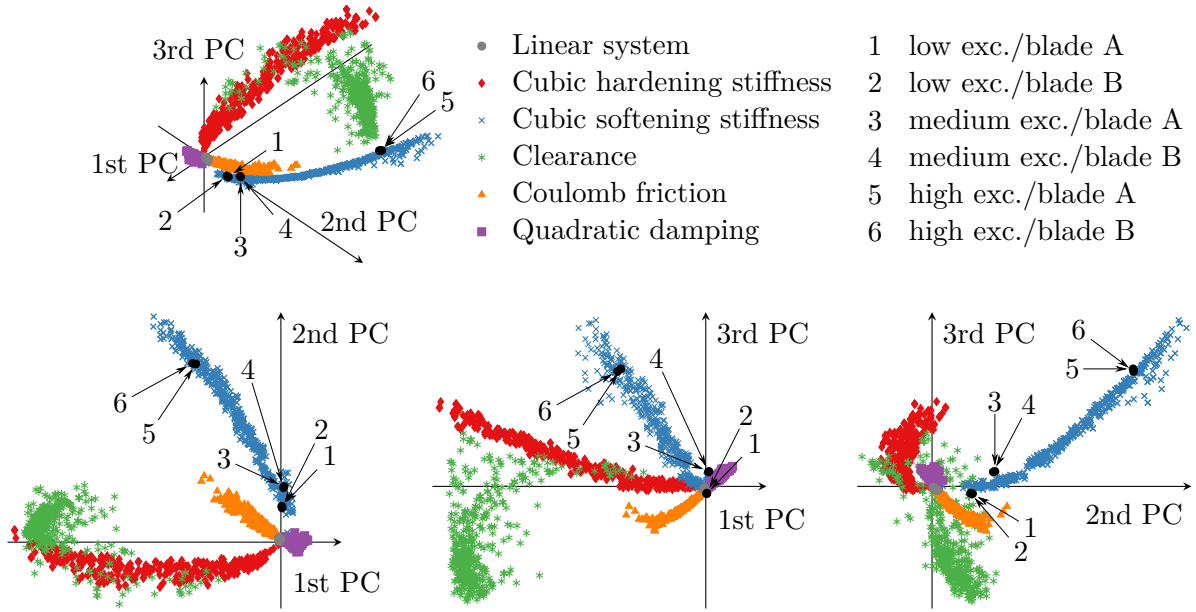 3rd PC
1st PC
2nd PC
1
2
3
4
5
6
Linear system
Cubic hardening stiffness
Cubic softening stiffness
Clearance
Coulomb friction
Quadratic damping
1 low exc./blade A
2 low exc./blade B
3 medium exc./blade A
4 medium exc./blade B
5 high exc./blade A
6 high exc./blade B
2nd PC
1st PC
4
2
1
3
6
5
3rd PC
1st PC
4
2
1
3
6
5
3rd PC
2nd PC
6
5
3
4
1
2